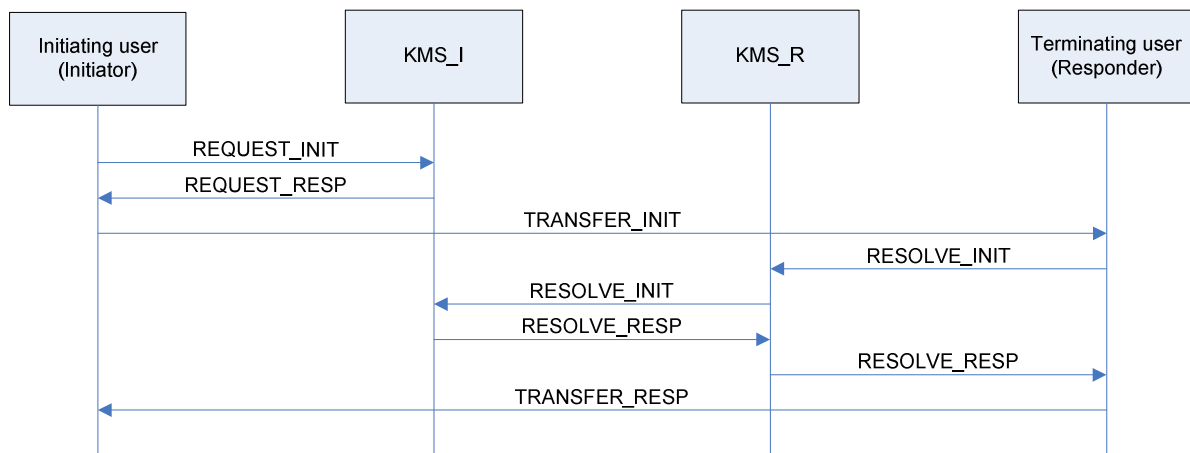 Initiating user
(Initiator)
KMS_I
KMS_R
Terminating user
(Responder)
REQUEST_INIT
REQUEST_RESP
TRANSFER_INIT
RESOLVE_INIT
RESOLVE_INIT
RESOLVE_RESP
RESOLVE_RESP
TRANSFER_RESP